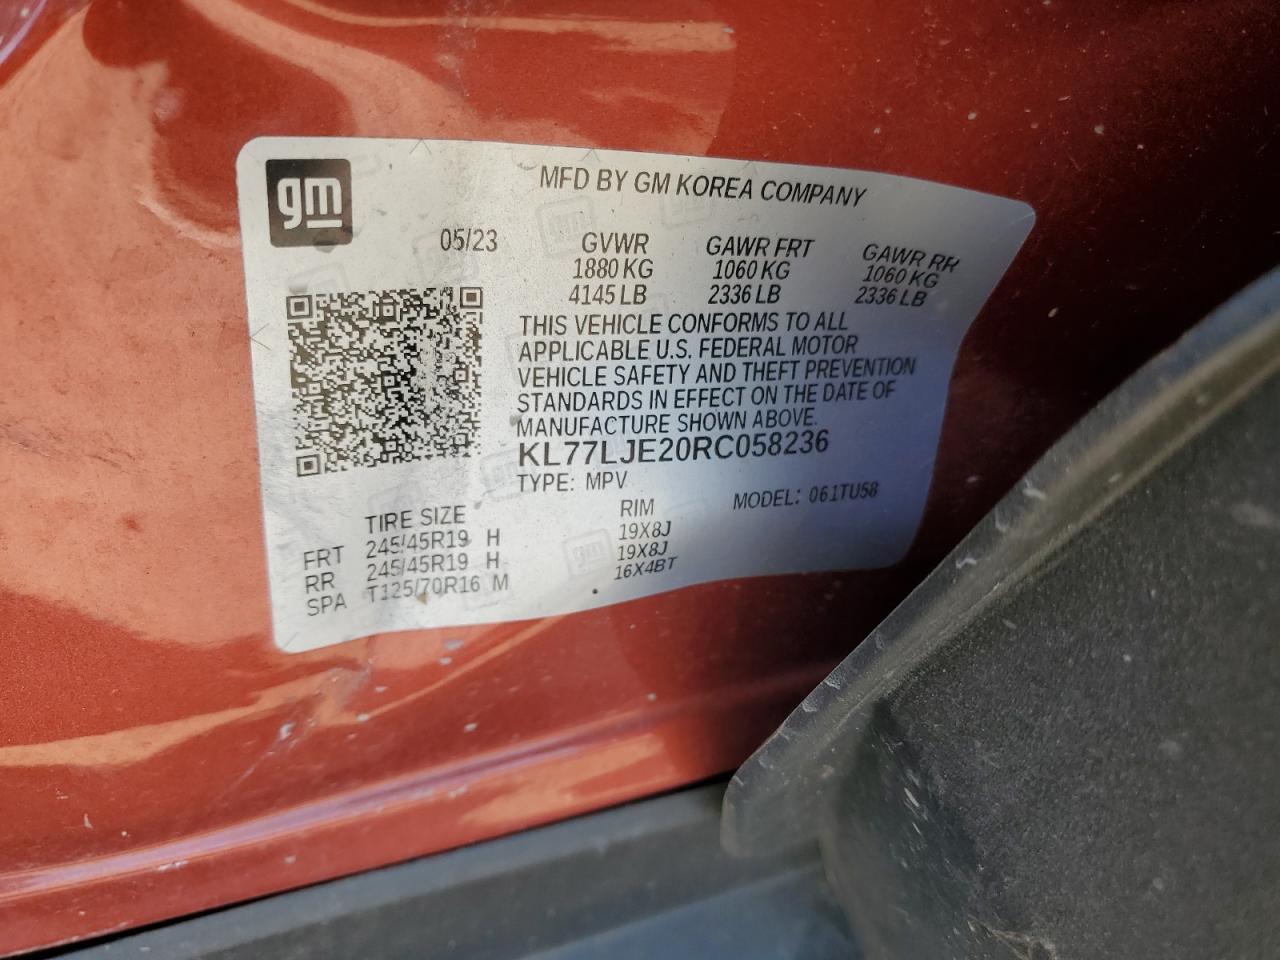 gm
MFD BY GM KOREA COMPANY
05/23
GVWR GAWR FRT GAWR RR
1880 KG 1060 KG 1060 KG
4145 LB 2336 LB 2336 LB
THIS VEHICLE CONFORMS TO ALL
APPLICABLE U.S. FEDERAL MOTOR
VEHICLE SAFETY AND THEFT PREVENTION
STANDARDS IN EFFECT ON THE DATE OF
MANUFACTURE SHOWN ABOVE.
KL77LJE20RC058236
TYPE: MPV MODEL: 061TU58
TIRE SIZE RIM
FRT 245/45R19 H 19X8J
RR 245/45R19 H 19X8J
SPA T125/70R16 M 16X4BT